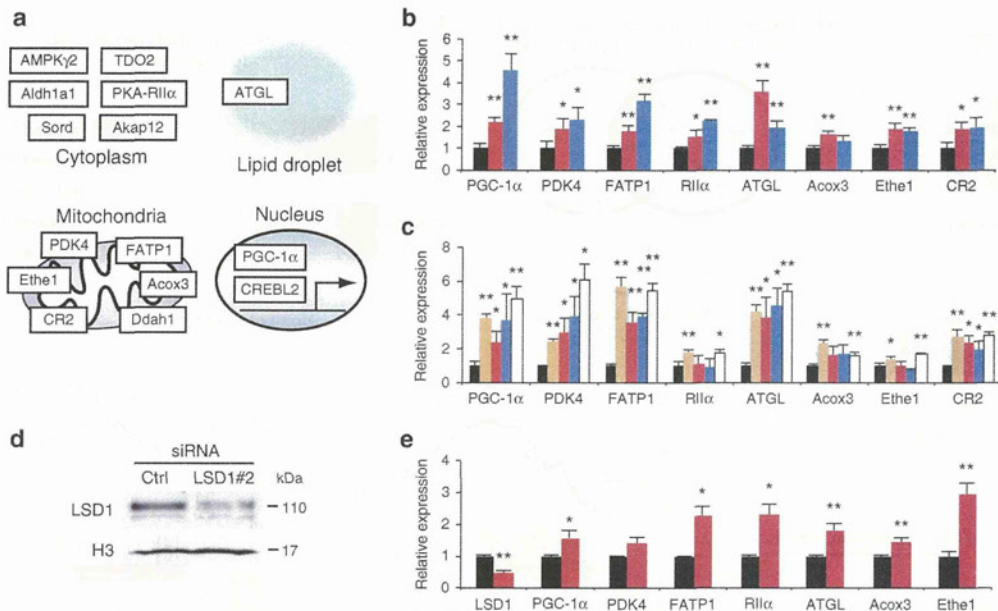 a
AMPKγ2 TDO2
Aldh1a1 PKA-RIIα
Sord Akap12
Cytoplasm
ATGL
Lipid droplet
Mitochondria
PDK4 FATP1
Ethe1 Acox3
CR2 Ddah1
Nucleus
PGC-1α
CREBL2
b
Relative expression
6
5
4
3
2
1
0
** ** * * ** ** * ** ** ** ** ** ** * *
PGC-1α PDK4 FATP1 RIIα ATGL Acox3 Ethe1 CR2
c
Relative expression
8
6
4
2
0
** * * ** ** * * * ** * ** ** ** * ** * * ** ** ** * ** ** * * **
PGC-1α PDK4 FATP1 RIIα ATGL Acox3 Ethe1 CR2
d
siRNA
Ctrl LSD1#2 kDa
LSD1 110
H3 17
e
Relative expression
4
3
2
1
0
** * * * ** ** **
LSD1 PGC-1α PDK4 FATP1 RIIα ATGL Acox3 Ethe1